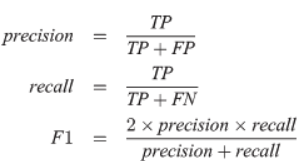 precision = TP / TP + FP
recall = TP / TP + FN
F1 = 2 × precision × recall / precision + recall